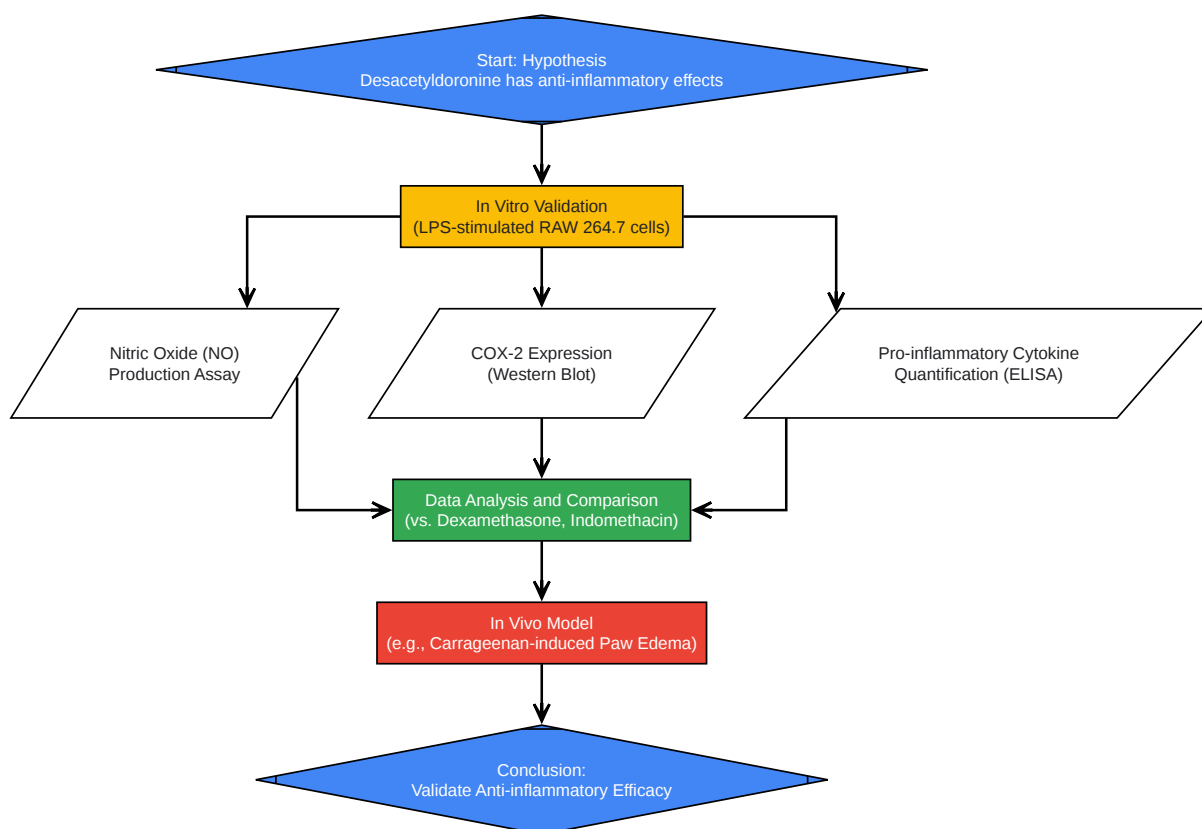 Start: Hypothesis
Desacetyldoronine has anti-inflammatory effects
In Vitro Validation
(LPS-stimulated RAW 264.7 cells)
Nitric Oxide (NO)
Production Assay
COX-2 Expression
(Western Blot)
Pro-inflammatory Cytokine
Quantification (ELISA)
Data Analysis and Comparison
(vs. Dexamethasone, Indomethacin)
In Vivo Model
(e.g., Carrageenan-induced Paw Edema)
Conclusion:
Validate Anti-inflammatory Efficacy